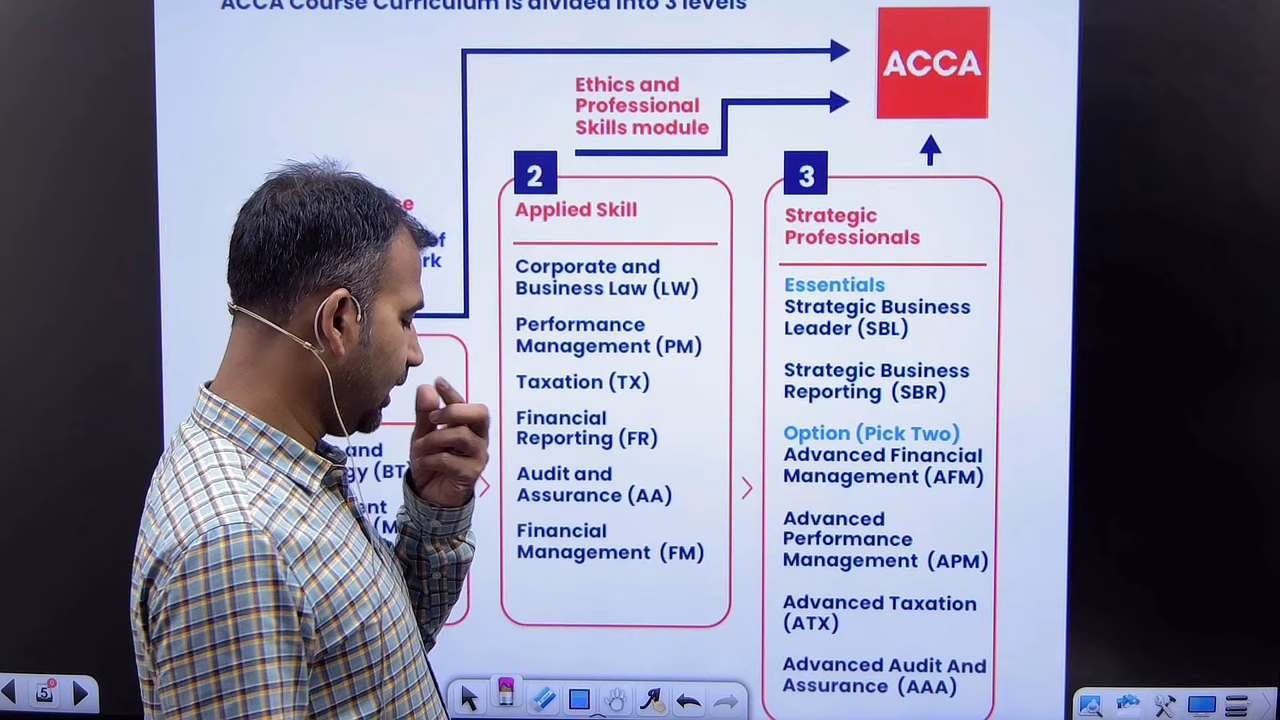 ACCA Course Curriculum is divided into 3 levels
ACCA
Ethics and
Professional
Skills module
of
and
(BT)
2
Applied Skill
Corporate and
Business Law (LW)
Performance
Management (PM)
Taxation (TX)
Financial
Reporting (FR)
Audit and
Assurance (AA)
Financial
Management (FM)
3
Strategic
Professionals
Essentials
Strategic Business
Leader (SBL)
Strategic Business
Reporting (SBR)
Option (Pick Two)
Advanced Financial
Management (AFM)
Advanced
Performance
Management (APM)
Advanced Taxation
(ATX)
Advanced Audit And
Assurance (AAA)
5